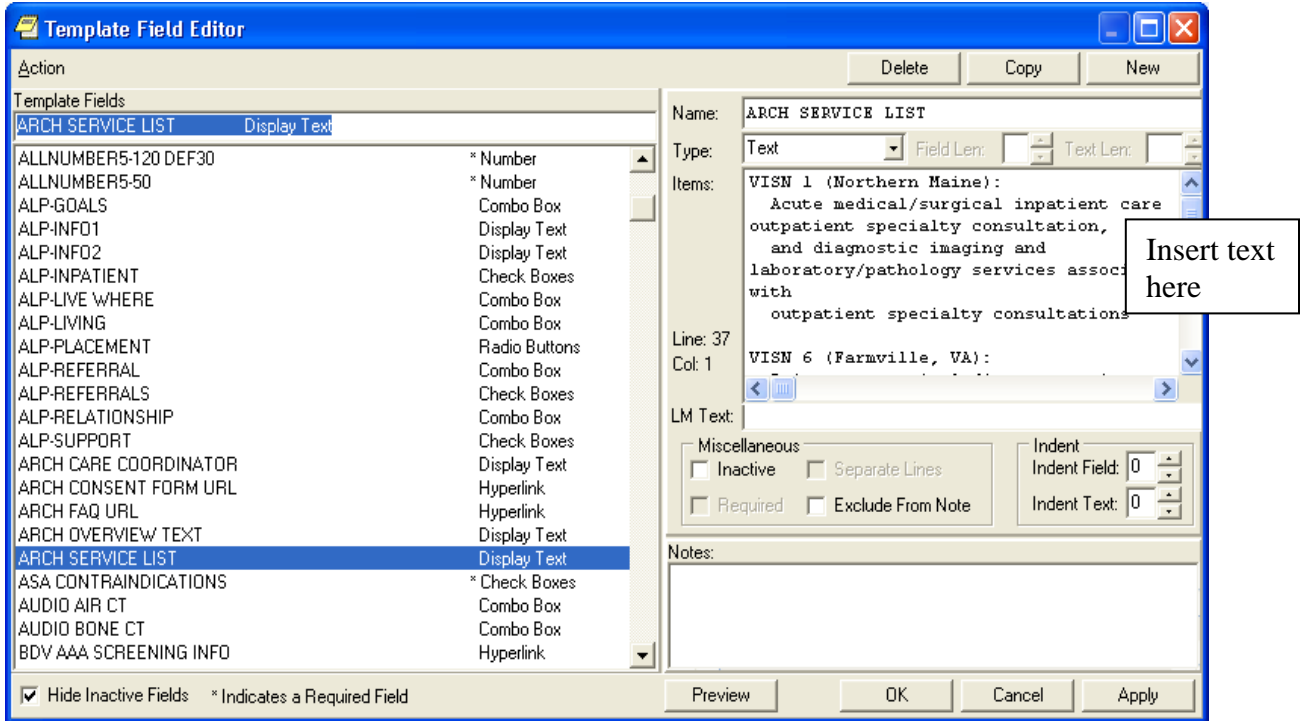 Template Field Editor
Action
Delete Copy New
Template Fields
ARCH SERVICE LIST Display Text
ALLNUMBER5-120 DEF30 * Number
ALLNUMBER5-50 * Number
ALP-GOALS Combo Box
ALP-INFO1 Display Text
ALP-INFO2 Display Text
ALP-INPATIENT Check Boxes
ALP-LIVE WHERE Combo Box
ALP-LIVING Combo Box
ALP-PLACEMENT Radio Buttons
ALP-REFERRAL Combo Box
ALP-REFERRALS Check Boxes
ALP-RELATIONSHIP Combo Box
ALP-SUPPORT Check Boxes
ARCH CARE COORDINATOR Display Text
ARCH CONSENT FORM URL Hyperlink
ARCH FAQ URL Hyperlink
ARCH OVERVIEW TEXT Display Text
ARCH SERVICE LIST Display Text
ASA CONTRAINDICATIONS * Check Boxes
AUDIO AIR CT Combo Box
AUDIO BONE CT Combo Box
BDV AAA SCREENING INFO Hyperlink
Hide Inactive Fields * Indicates a Required Field
Name: ARCH SERVICE LIST
Type: Text Field Len: Text Len:
Items:
VISN 1 (Northern Maine):
Acute medical/surgical inpatient care
outpatient specialty consultation,
and diagnostic imaging and
laboratory/pathology services associ
with
outpatient specialty consultations
VISN 6 (Farmville, VA):
Line: 37
Col: 1
Insert text
here
LM Text:
Miscellaneous
Inactive Separate Lines
Required Exclude From Note
Indent
Indent Field: 0
Indent Text: 0
Notes:
Preview OK Cancel Apply